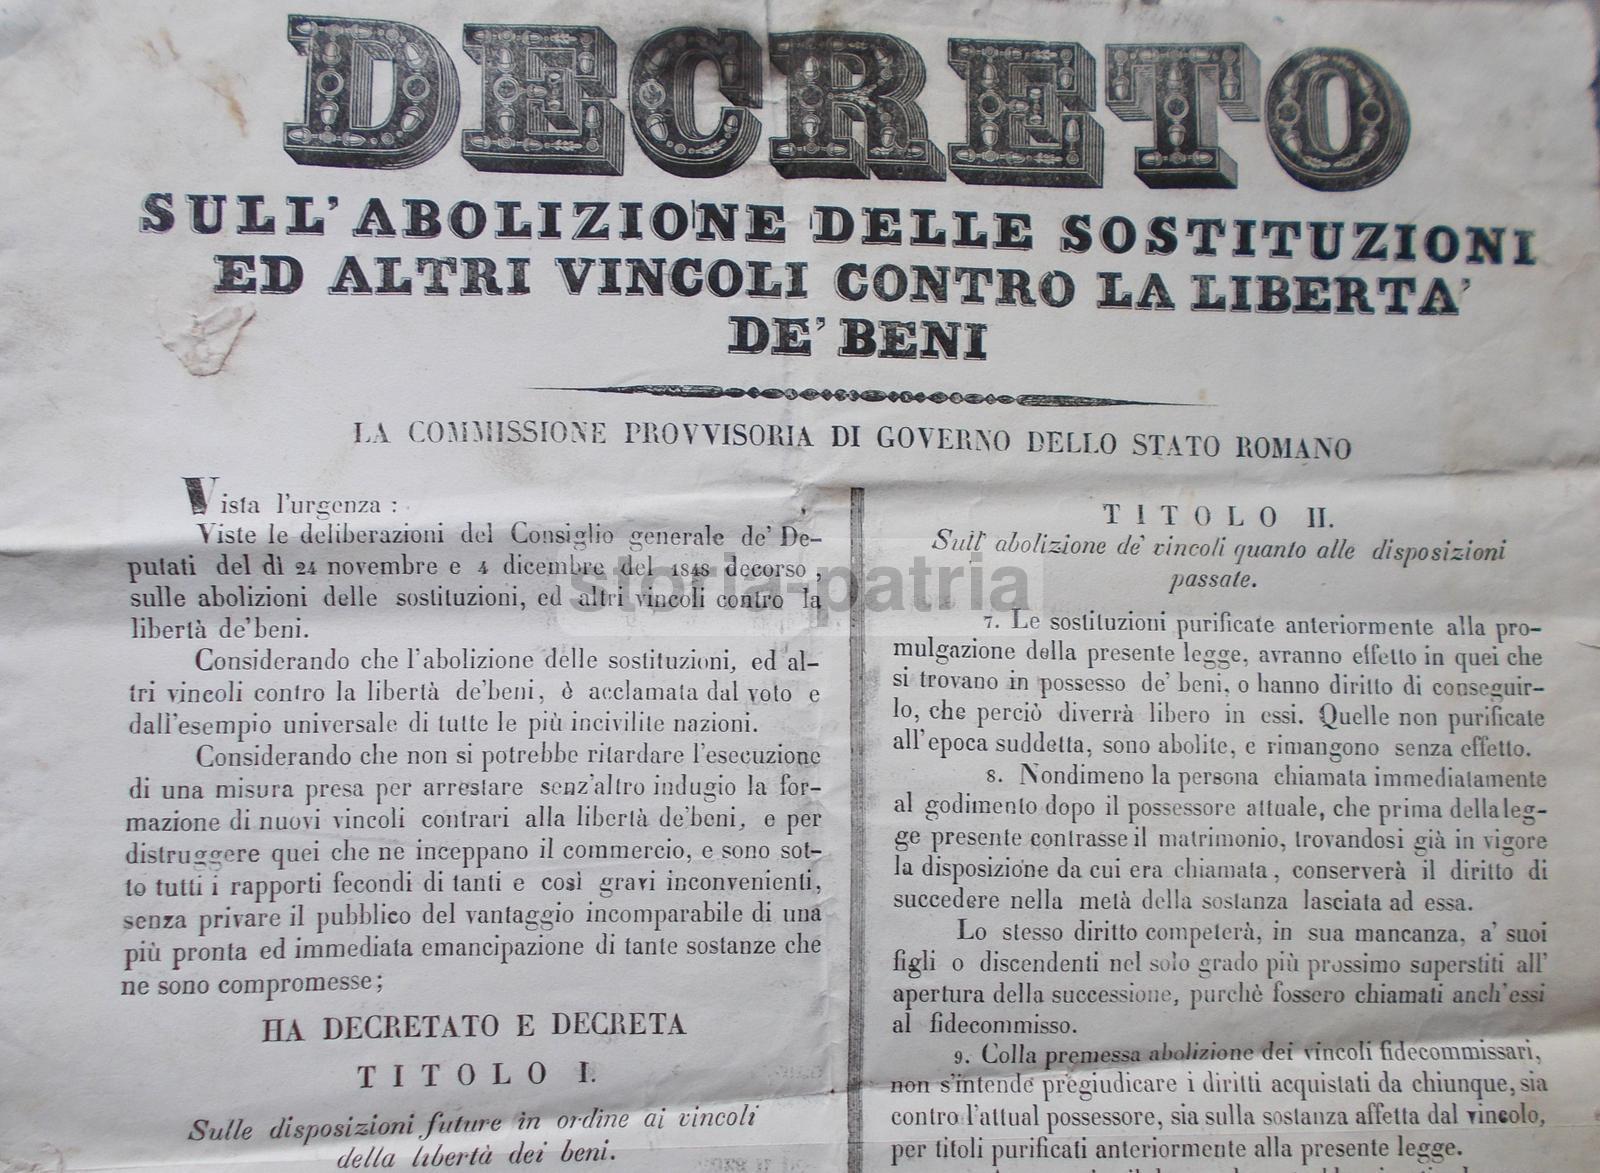 DECRETO
SULL'ABOLIZIONE DELLE SOSTITUZIONI
ED ALTRI VINCOLI CONTRO LA LIBERTA'
DE' BENI
LA COMMISSIONE PROVVISORIA DI GOVERNO DELLO STATO ROMANO
Vista l'urgenza :
Viste le deliberazioni del Consiglio generale de' De-
putati del dì 24 novembre e 4 dicembre del 1848 decorso,
sulle abolizioni delle sostituzioni, ed altri vincoli contro la
libertà de'beni.
Considerando che l'abolizione delle sostituzioni, ed al-
tri vincoli contro la libertà de'beni, è acclamata dal voto e
dall'esempio universale di tutte le più incivilite nazioni.
Considerando che non si potrebbe ritardare l'esecuzione
di una misura presa per arrestare senz'altro indugio la for-
mazione di nuovi vincoli contrari alla libertà de'beni, e per
distruggere quei che ne inceppano il commercio, e sono sot-
to tutti i rapporti fecondi di tanti e così gravi inconvenienti,
senza privare il pubblico del vantaggio incomparabile di una
più pronta ed immediata emancipazione di tante sostanze che
ne sono compromesse;
HA DECRETATO E DECRETA
TITOLO I.
Sulle disposizioni future in ordine ai vincoli
della libertà dei beni.
TITOLO II.
Sull' abolizione de' vincoli quanto alle disposizioni
passate.
7. Le sostituzioni purificate anteriormente alla pro-
mulgazione della presente legge, avranno effetto in quei che
si trovano in possesso de' beni, o hanno diritto di conseguir-
lo, che perciò diverrà libero in essi. Quelle non purificate
all'epoca suddetta, sono abolite, e rimangono senza effetto.
8. Nondimeno la persona chiamata immediatamente
al godimento dopo il possessore attuale, che prima della leg-
ge presente contrasse il matrimonio, trovandosi già in vigore
la disposizione da cui era chiamata, conserverà il diritto di
succedere nella metà della sostanza lasciata ad essa.
Lo stesso diritto competerà, in sua mancanza, a' suoi
figli o discendenti nel solo grado più prossimo superstiti all'
apertura della successione, purchè fossero chiamati anch'essi
al fidecommisso.
9. Colla premessa abolizione dei vincoli fidecommissari,
non s'intende pregiudicare i diritti acquistati da chiunque, sia
contro l'attual possessore, sia sulla sostanza affetta dal vincolo,
per titoli purificati anteriormente alla presente legge.
storia-patria